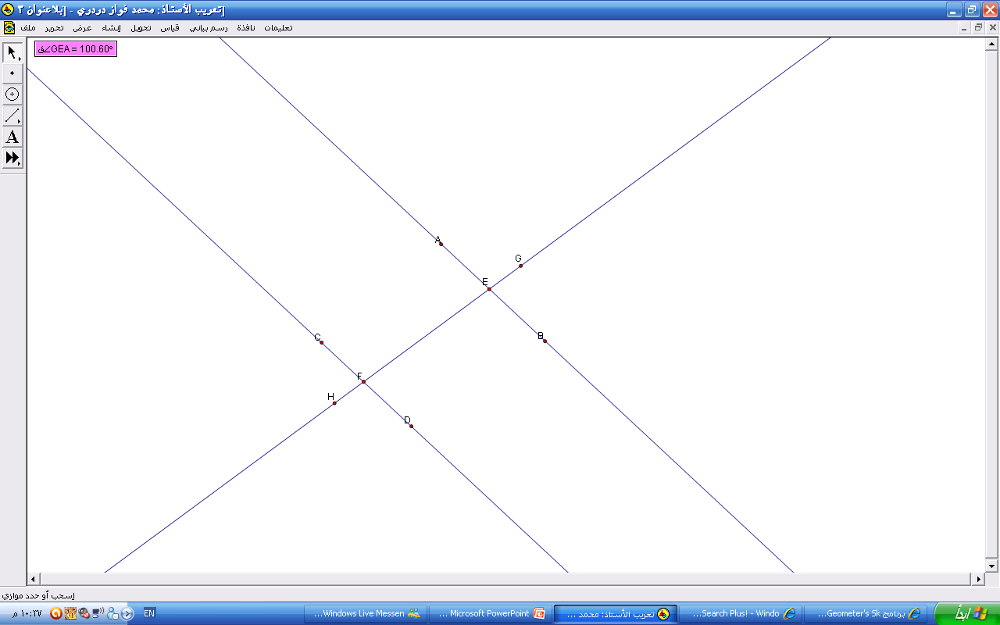 [تعريب الأستاذ: محمد فواز دردري - [بلاعنوان ٣
ملف تحرير عرض إنشاء تحويل قياس رسم بياني نافذة تعليمات
ق∠GEA = 100.60°
A
A
G
E
C
B
F
H
D
إسحب أو حدد موازي
ابدأ
برنامج Geometer's Sk...
Search Plus! - Windo...
تعريب الأستاذ: محمد ...
Microsoft PowerPoint ...
Windows Live Messen...
EN
١٠:٢٧ م